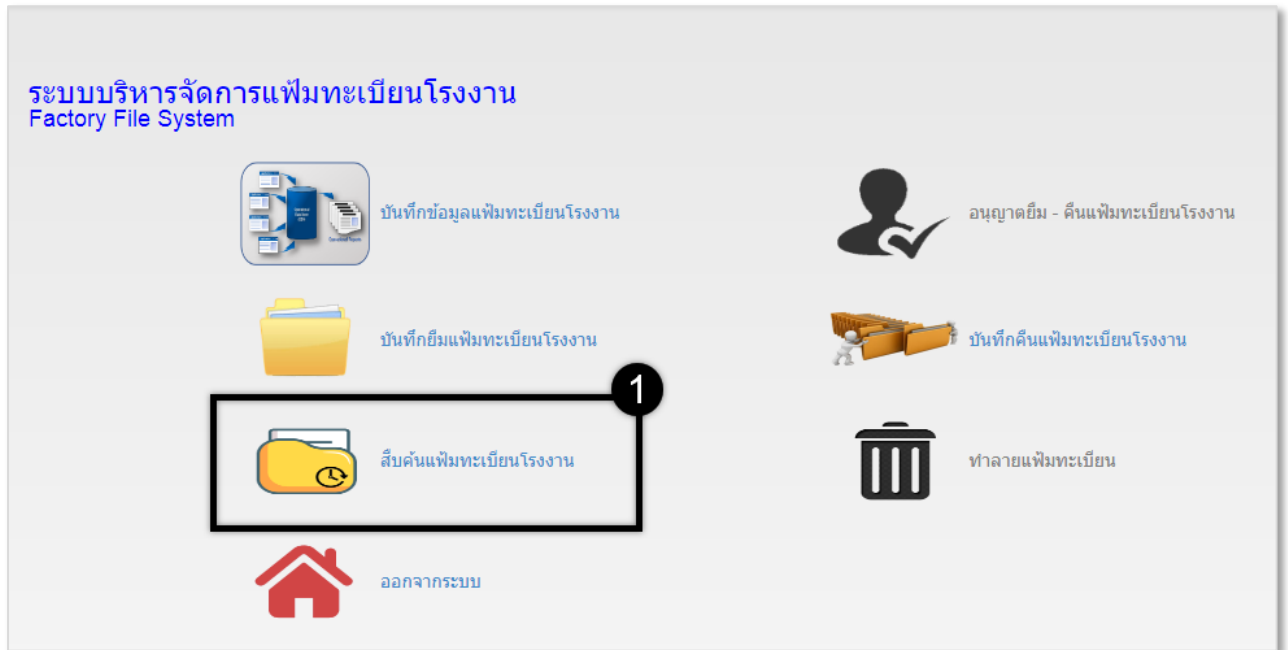 ระบบบริหารจัดการแฟ้มทะเบียนโรงงาน
Factory File System
บันทึกข้อมูลแฟ้มทะเบียนโรงงาน
อนุญาตยืม - คืนแฟ้มทะเบียนโรงงาน
บันทึกยืมแฟ้มทะเบียนโรงงาน
บันทึกคืนแฟ้มทะเบียนโรงงาน
1
สืบค้นแฟ้มทะเบียนโรงงาน
ทำลายแฟ้มทะเบียน
ออกจากระบบ